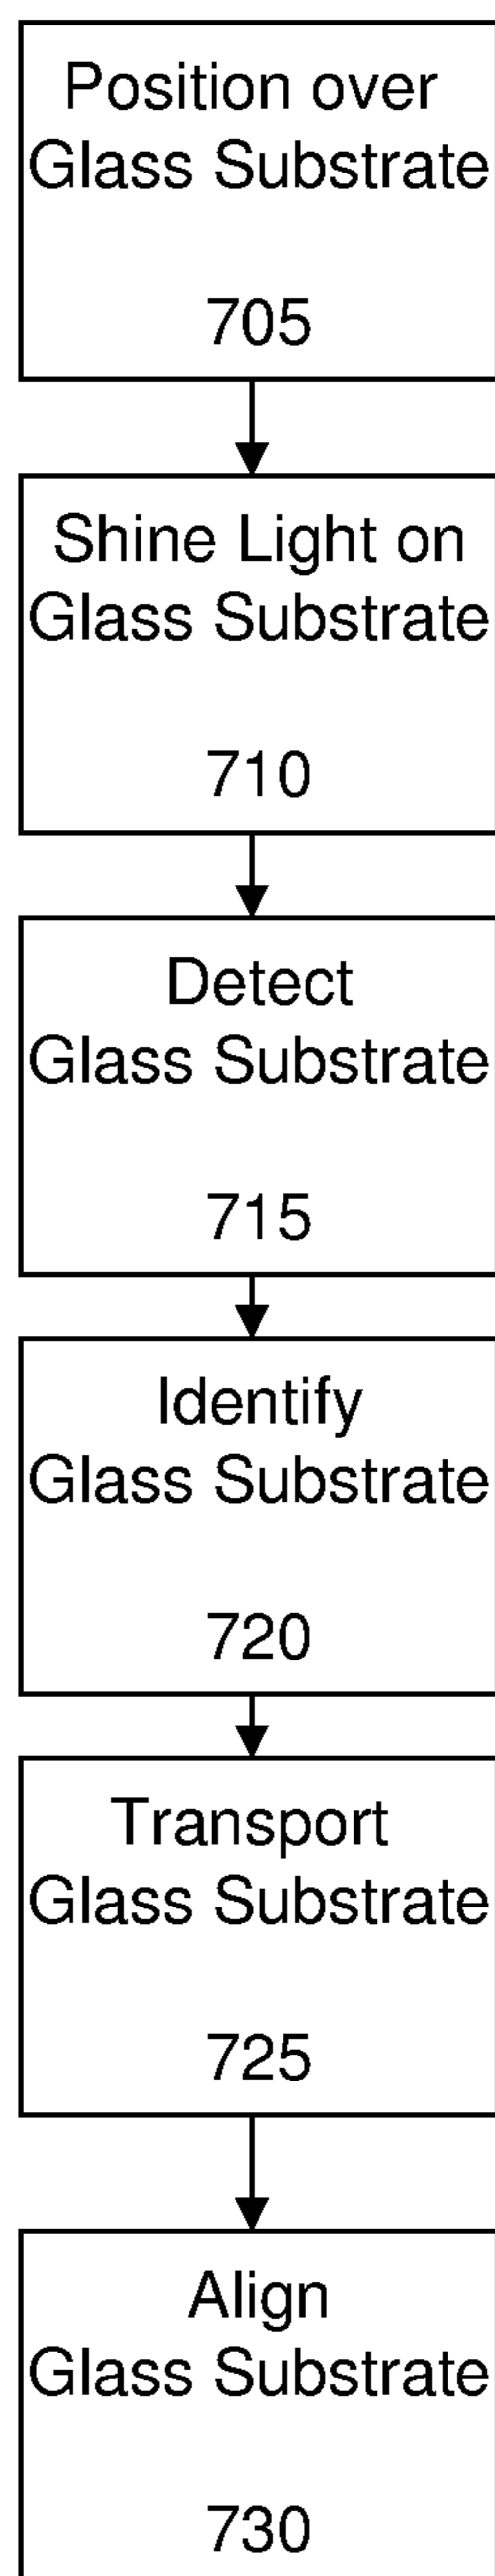 Position over
Glass Substrate
705
Shine Light on
Glass Substrate
710
Detect
Glass Substrate
715
Identify
Glass Substrate
720
Transport
Glass Substrate
725
Align
Glass Substrate
730